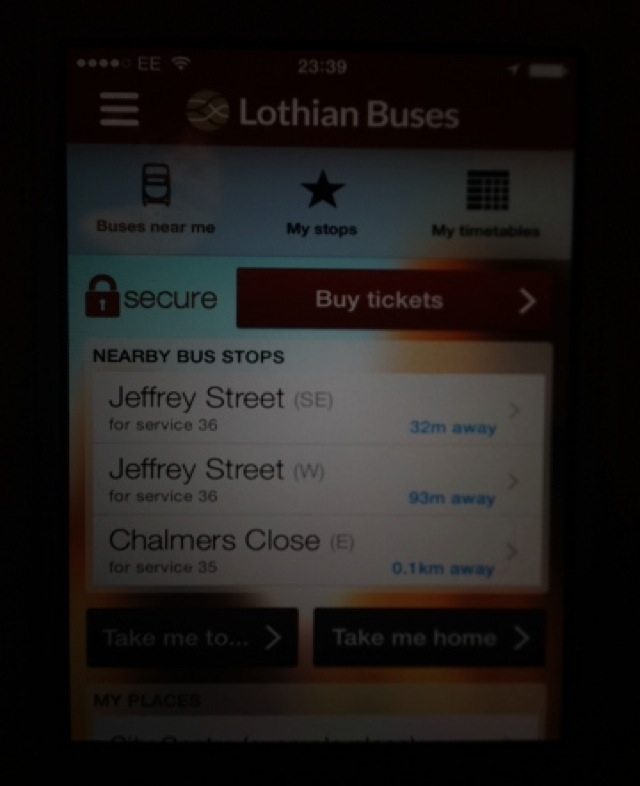 EE 23:39
Lothian Buses
Buses near me My stops My timetables
secure Buy tickets
NEARBY BUS STOPS
Jeffrey Street (SE)
for service 36 32m away
Jeffrey Street (W)
for service 36 93m away
Chalmers Close (E)
for service 35 0.1km away
Take me to... Take me home
MY PLACES